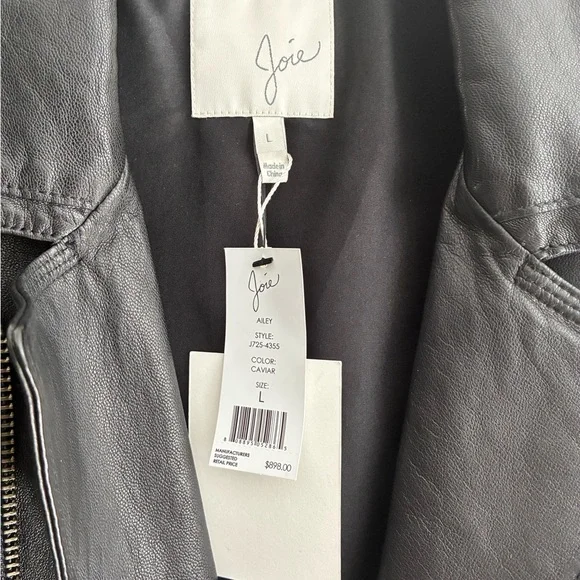 Joie
L
Made in
China
Joie
AILEY
STYLE:
J725-4355
COLOR:
CAVIAR
SIZE:
L
MANUFACTURERS
SUGGESTED
RETAIL PRICE
$898.00